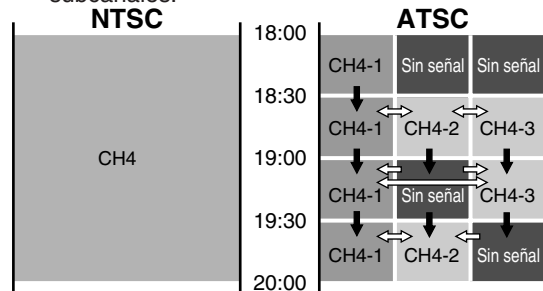 subcanales.
NTSC
ATSC
18:00
CH4-1 Sin señal Sin señal
18:30
CH4-1 CH4-2 CH4-3
CH4
19:00
CH4-1 Sin señal CH4-3
19:30
CH4-1 CH4-2 Sin señal
20:00